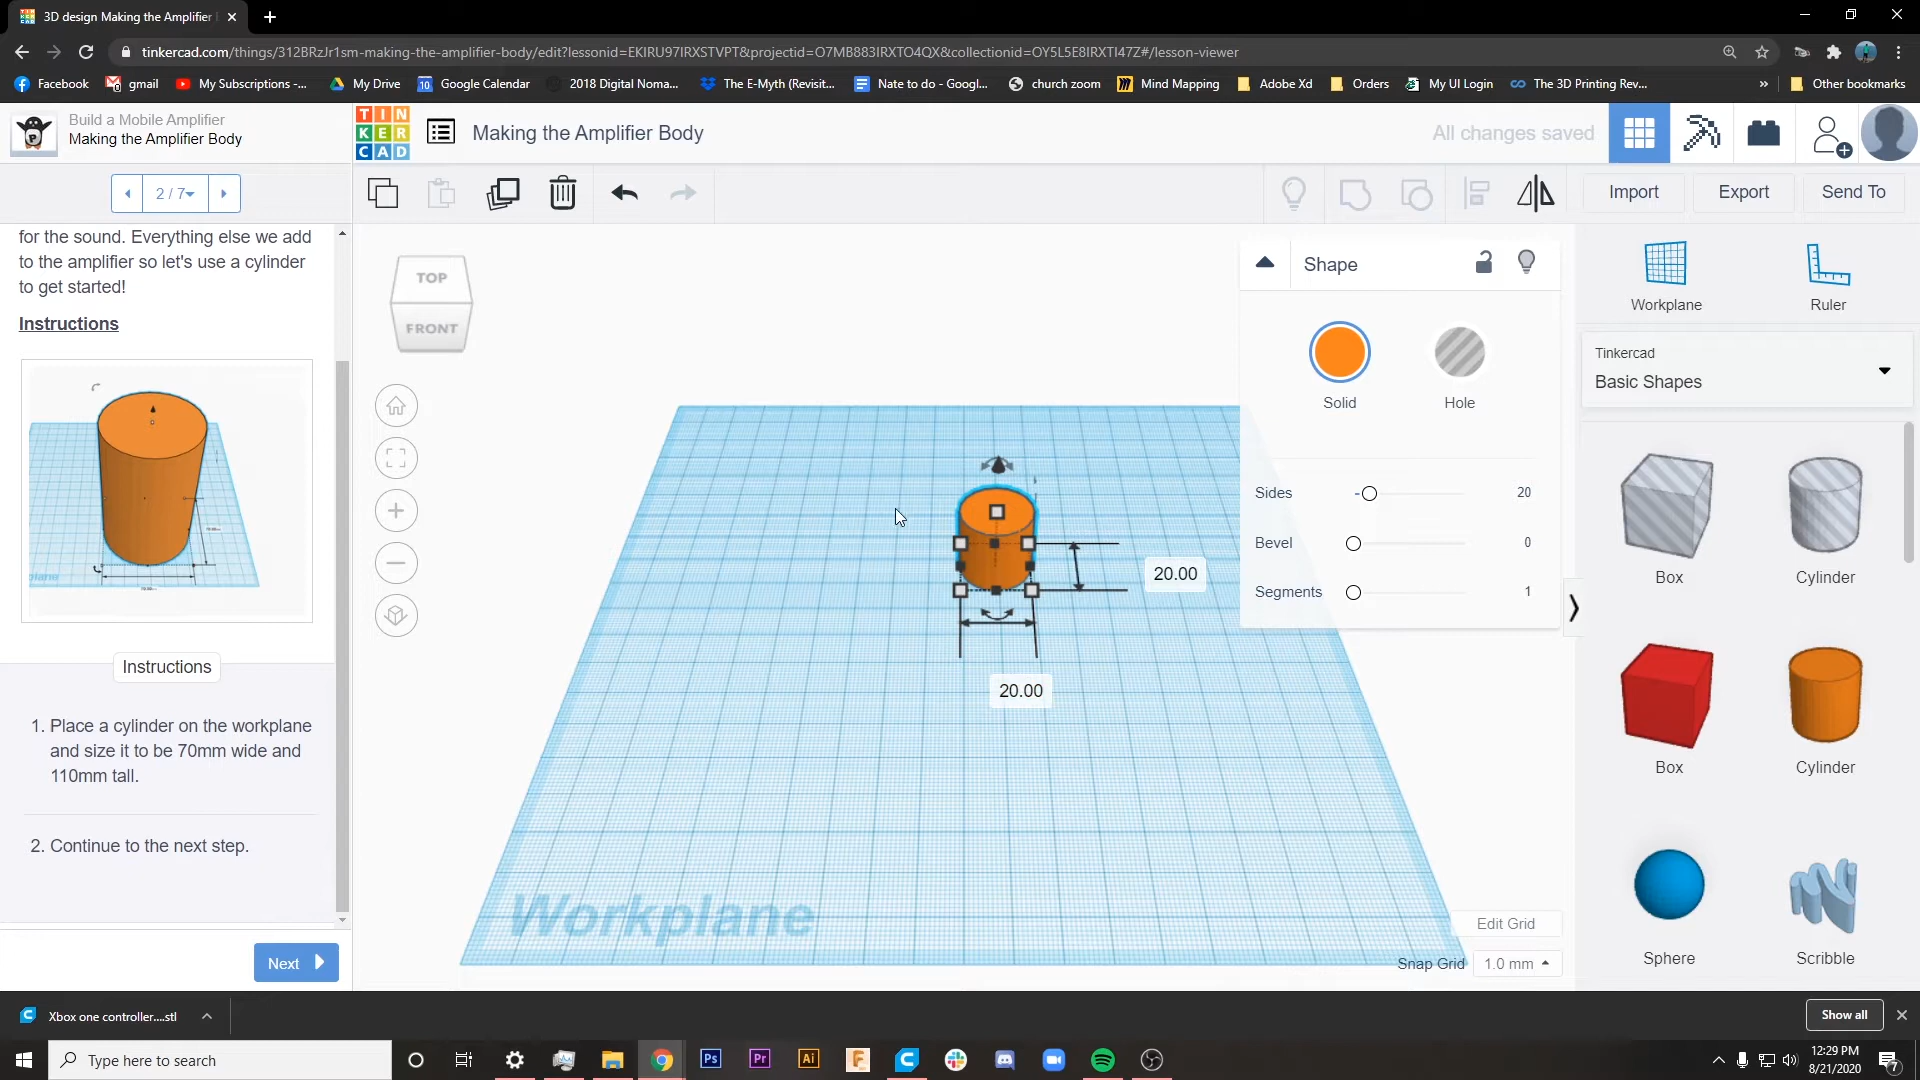 3D design Making the Amplifier
tinkercad.com/things/312BRzJr1sm-making-the-amplifier-body/edit?lessonid=EKIRU97IRXSTVPT&projectid=O7MB883IRXTO4QX&collectionid=OY5L5E8IRXTI47Z#/lesson-viewer
Facebook gmail My Subscriptions -... My Drive Google Calendar 2018 Digital Noma... The E-Myth (Revisit... Nate to do - Googl... church zoom Mind Mapping Adobe Xd Orders My UI Login The 3D Printing Rev... » Other bookmarks
Build a Mobile Amplifier
Making the Amplifier Body
TIN
KER
CAD
Making the Amplifier Body
All changes saved
2 / 7
Import Export Send To
for the sound. Everything else we add
to the amplifier so let's use a cylinder
to get started!
Instructions
Instructions
1. Place a cylinder on the workplane
and size it to be 70mm wide and
110mm tall.
2. Continue to the next step.
Next
TOP
FRONT
20.00
20.00
Workplane
Shape
Solid Hole
Sides 20
Bevel 0
Segments 1
Edit Grid
Snap Grid 1.0 mm
Workplane Ruler
Tinkercad
Basic Shapes
Box Cylinder
Box Cylinder
Sphere Scribble
Xbox one controller....stl
Show all
Type here to search
Ps Pr Ai F
12:29 PM
8/21/2020
7